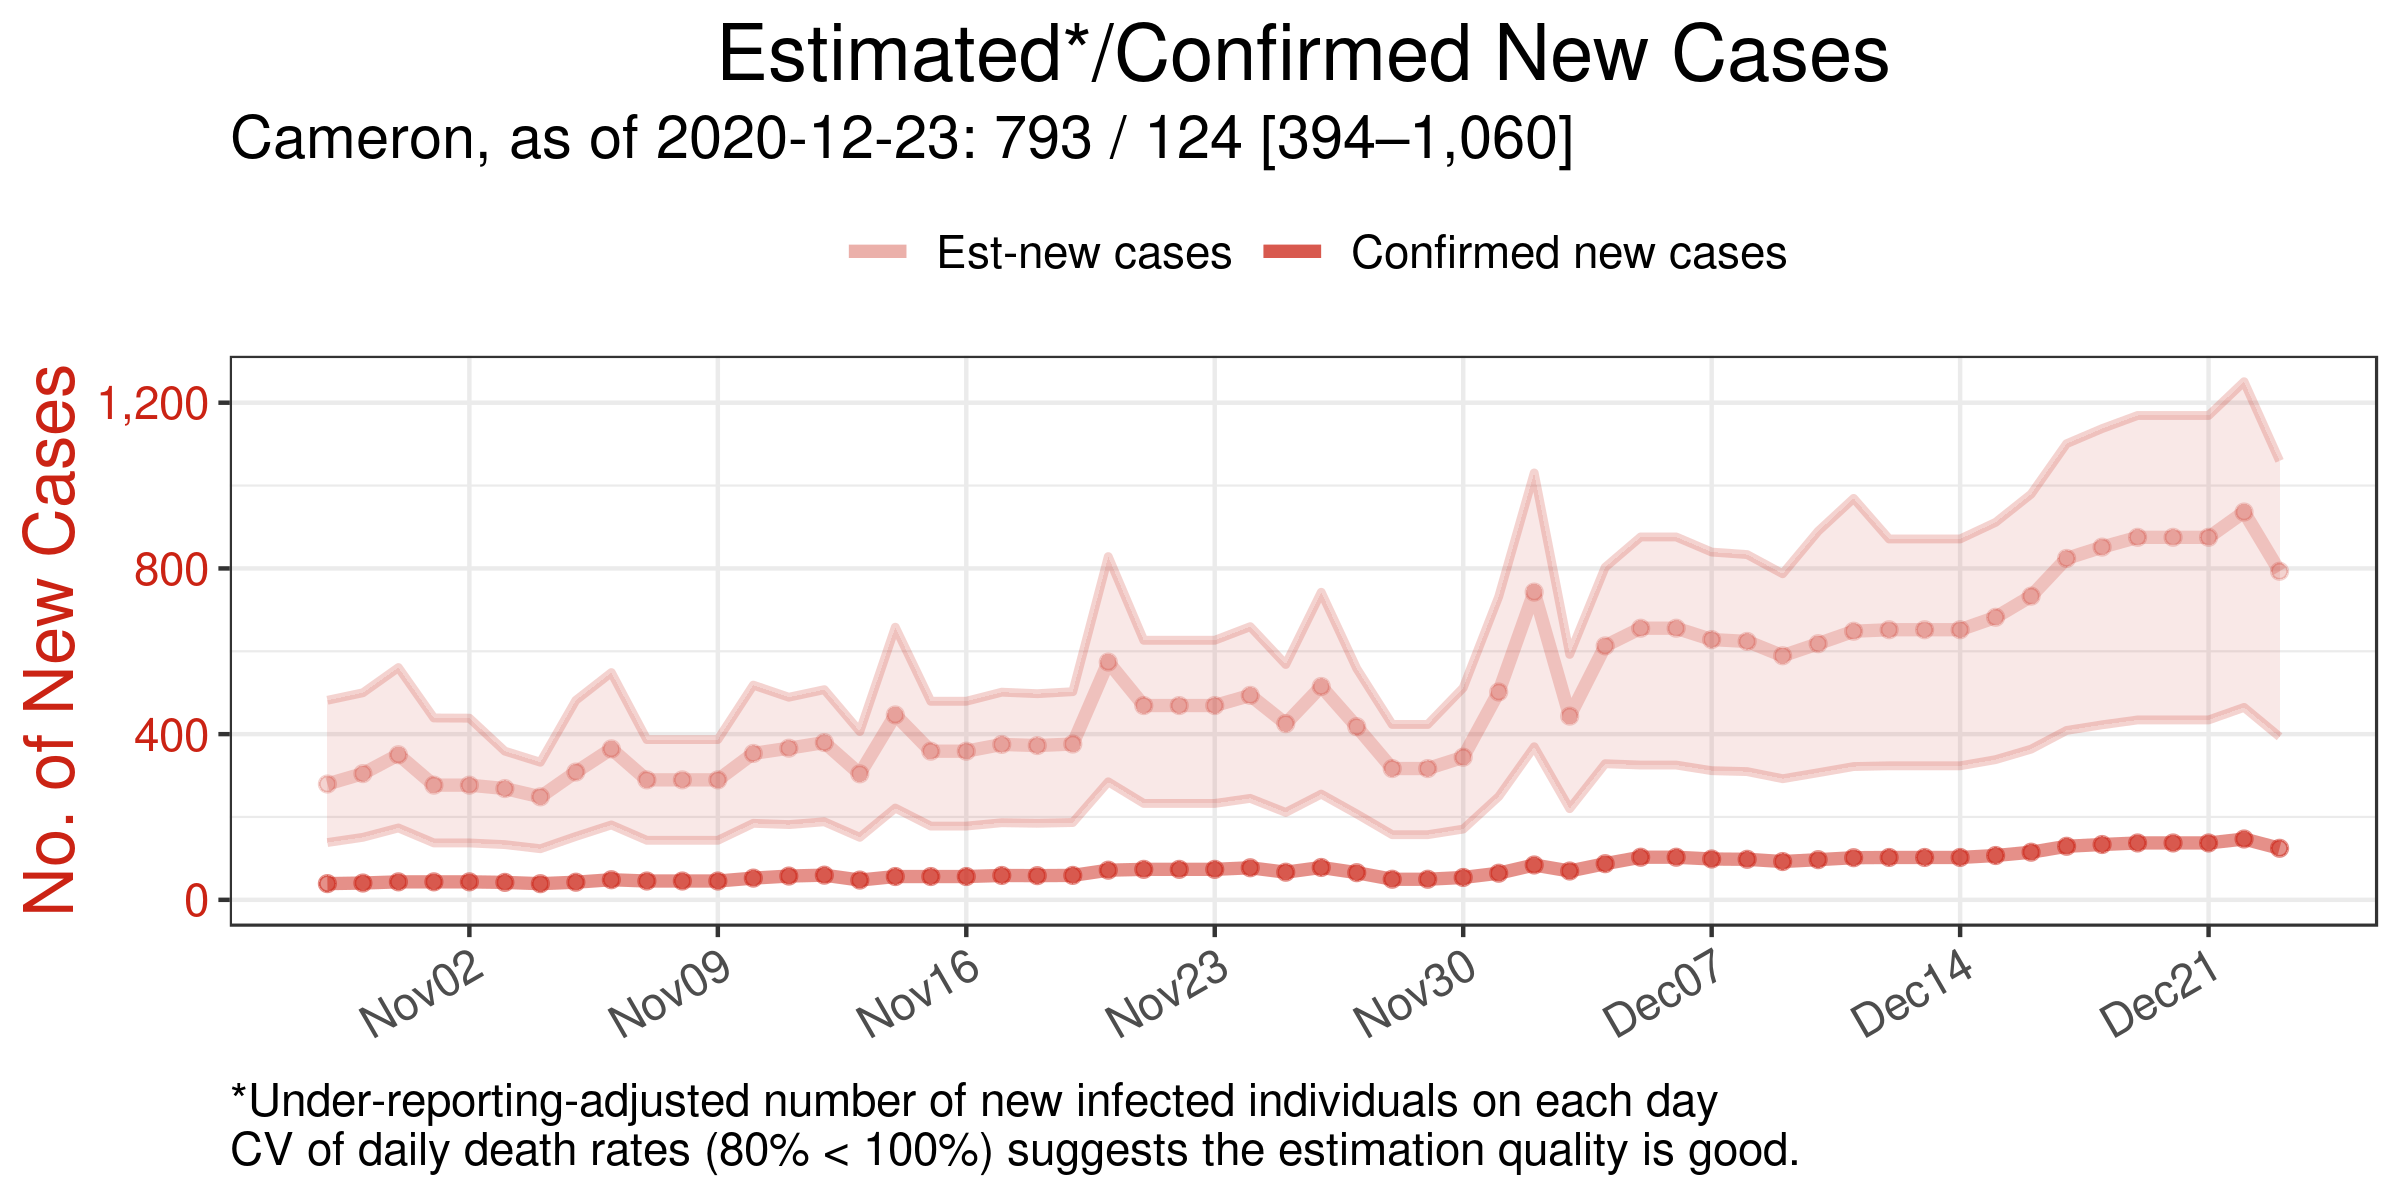 Estimated*/Confirmed New Cases
Cameron, as of 2020-12-23: 793 / 124 [394–1,060]
Est-new cases
Confirmed new cases
No. of New Cases
1,200
800
400
0
Nov02
Nov09
Nov16
Nov23
Nov30
Dec07
Dec14
Dec21
*Under-reporting-adjusted number of new infected individuals on each day
CV of daily death rates (80% < 100%) suggests the estimation quality is good.